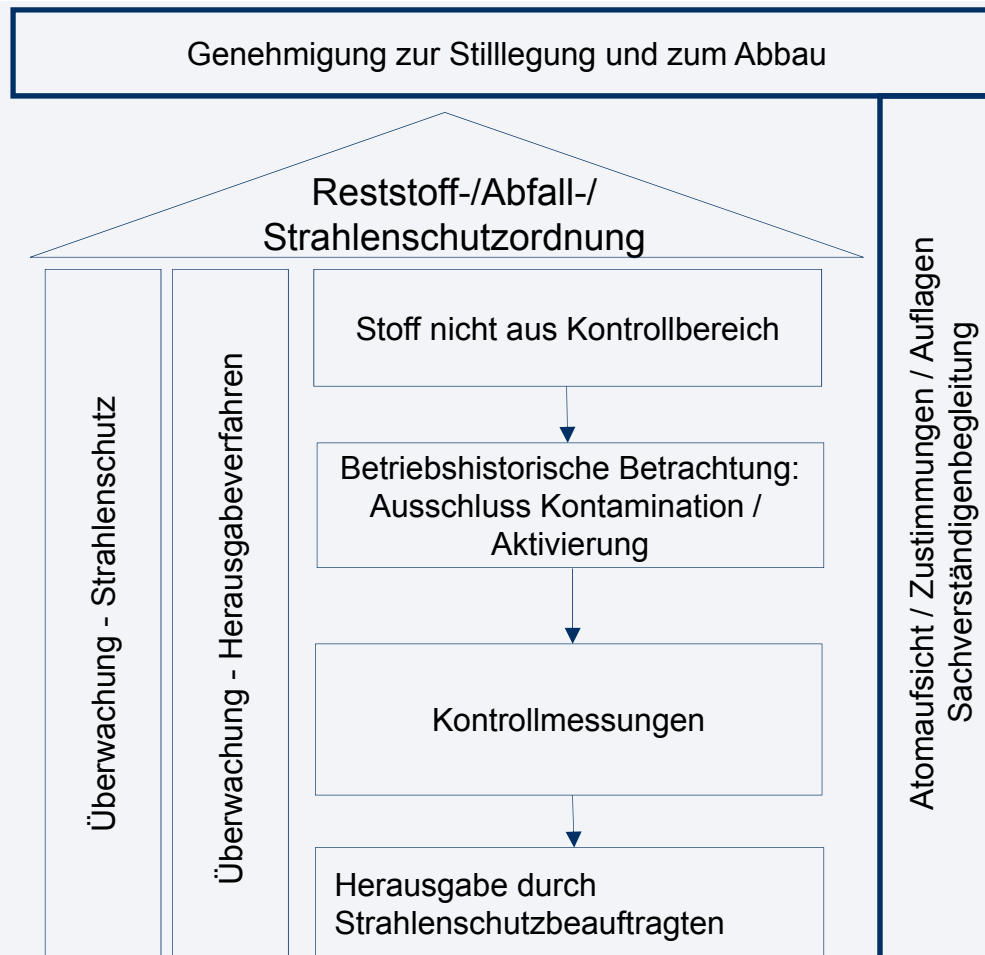 Genehmigung zur Stilllegung und zum Abbau
Reststoff-/Abfall-/
Strahlenschutzordnung
Überwachung - Strahlenschutz
Überwachung - Herausgabeverfahren
Stoff nicht aus Kontrollbereich
Betriebshistorische Betrachtung:
Ausschluss Kontamination /
Aktivierung
Kontrollmessungen
Herausgabe durch
Strahlenschutzbeauftragten
Atomaufsicht / Zustimmungen / Auflagen
Sachverständigenbegleitung